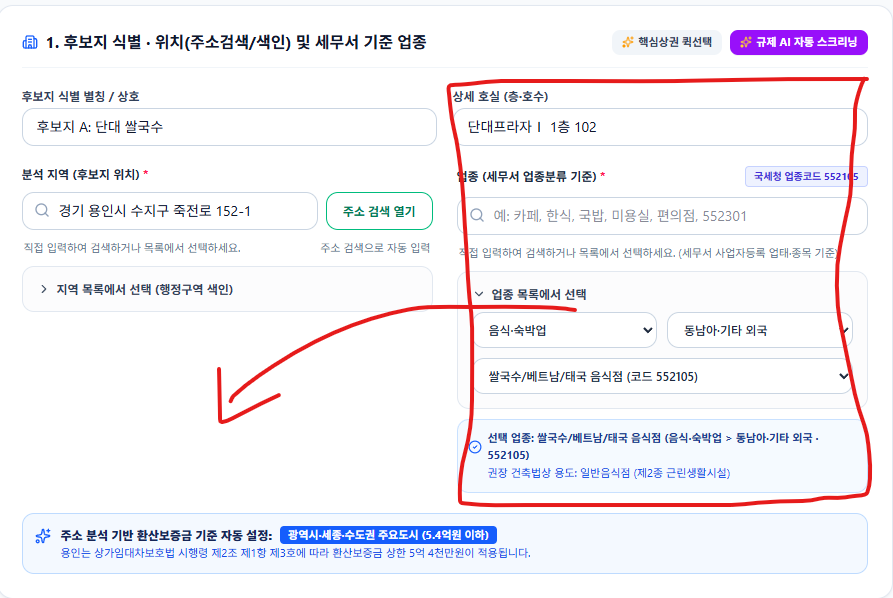 1. 후보지 식별 · 위치(주소검색/색인) 및 세무서 기준 업종
핵심상권 퀵선택
규제 AI 자동 스크리닝
후보지 식별 별칭 / 상호
후보지 A: 단대 쌀국수
분석 지역 (후보지 위치) *
경기 용인시 수지구 죽전로 152-1
주소 검색 열기
직접 입력하여 검색하거나 목록에서 선택하세요.
주소 검색으로 자동 입력
지역 목록에서 선택 (행정구역 색인)
상세 호실 (층·호수)
단대프라자Ⅰ 1층 102
업종 (세무서 업종분류 기준) *
국세청 업종코드 552105
예: 카페, 한식, 국밥, 미용실, 편의점, 552301
직접 입력하여 검색하거나 목록에서 선택하세요. (세무서 사업자등록 업태·종목 기준)
업종 목록에서 선택
음식·숙박업
동남아·기타 외국
쌀국수/베트남/태국 음식점 (코드 552105)
선택 업종: 쌀국수/베트남/태국 음식점 (음식·숙박업 > 동남아·기타 외국 ·
552105)
권장 건축법상 용도: 일반음식점 (제2종 근린생활시설)
주소 분석 기반 환산보증금 기준 자동 설정: 광역시·세종·수도권 주요도시 (5.4억원 이하)
용인는 상가임대차보호법 시행령 제2조 제1항 제3호에 따라 환산보증금 상한 5억 4천만원이 적용됩니다.